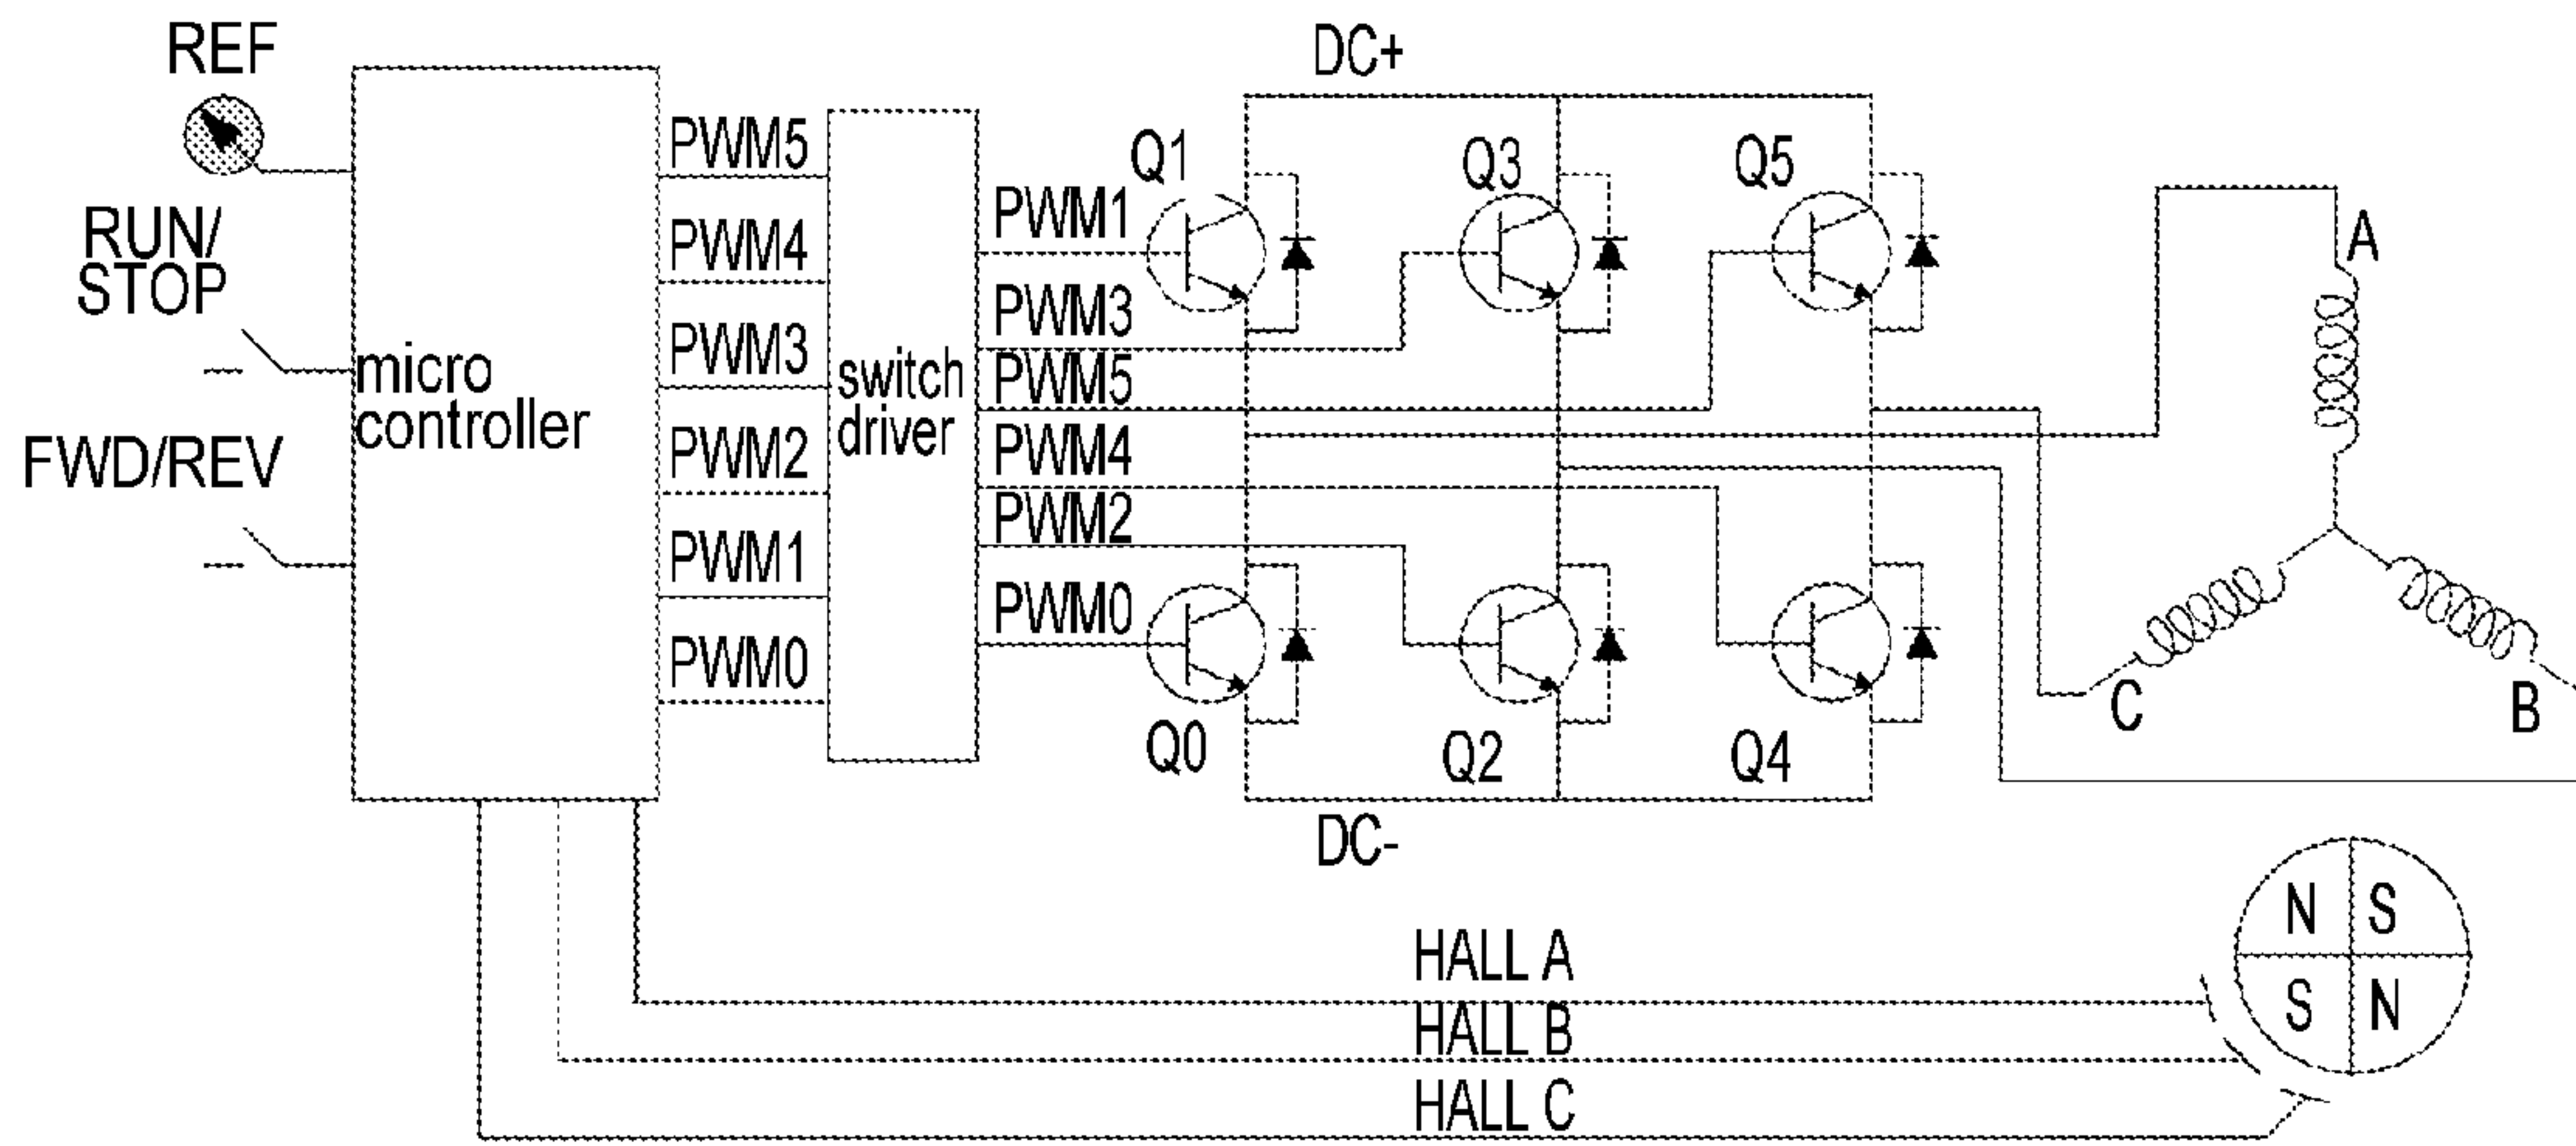 REF
RUN/
STOP
FWD/REV
micro
controller
PWM5
PWM4
PWM3
PWM2
PWM1
PWM0
switch
driver
PWM1
PWM3
PWM5
PWM4
PWM2
PWM0
DC+
Q1
Q3
Q5
Q0
Q2
Q4
DC-
A
C
B
HALL A
HALL B
HALL C
N S
S N